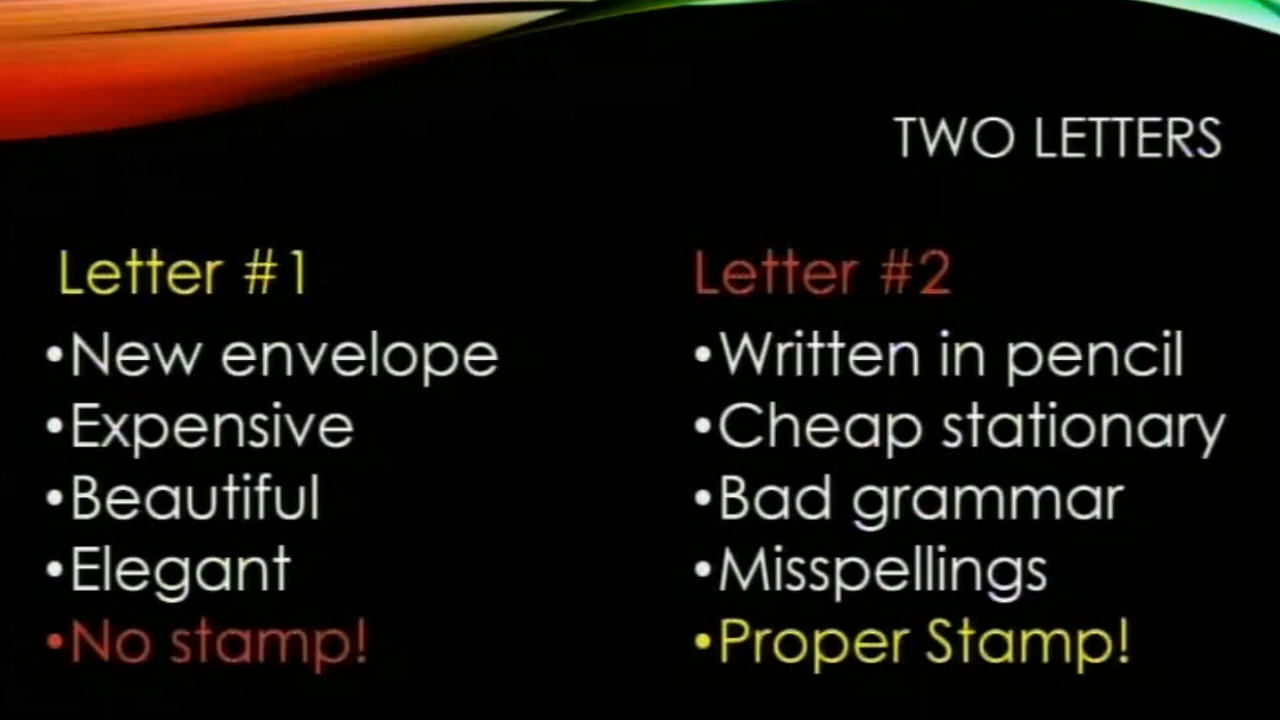 TWO LETTERS
Letter #1
•New envelope
•Expensive
•Beautiful
•Elegant
•No stamp!
Letter #2
•Written in pencil
•Cheap stationary
•Bad grammar
•Misspellings
•Proper Stamp!